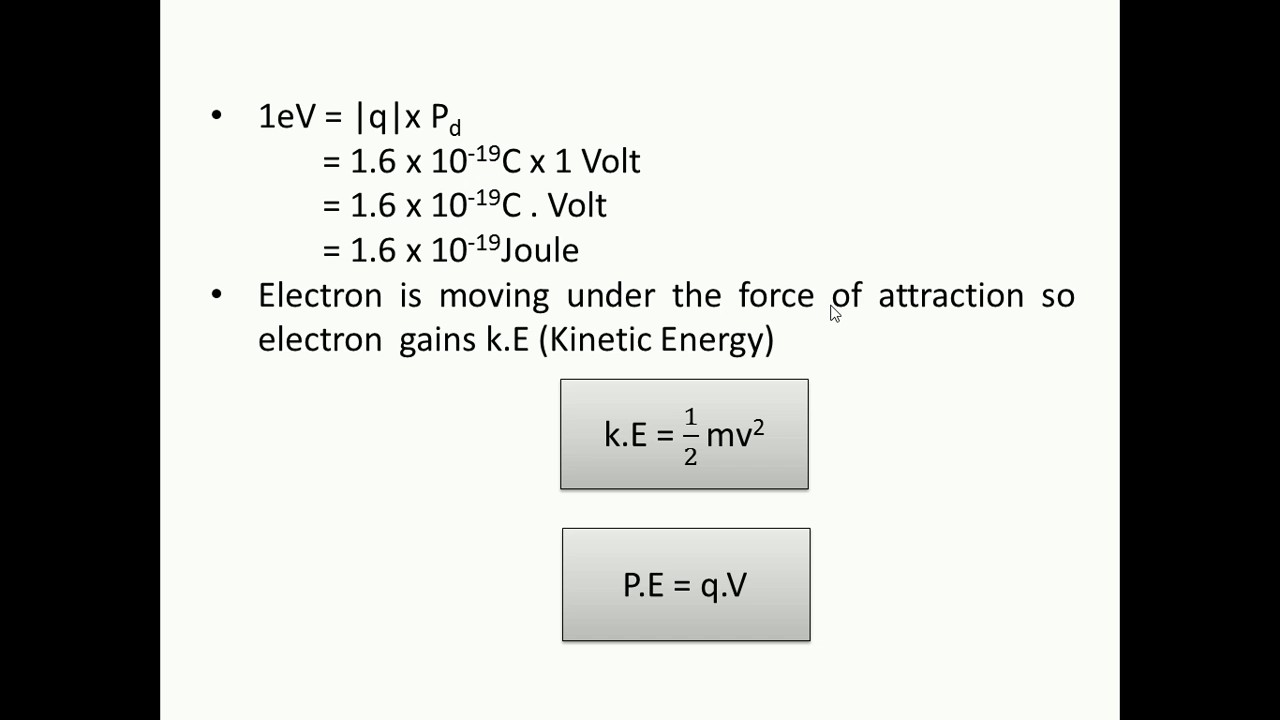 • 1eV = |q|x P₀d
= 1.6 x 10⁻¹⁹C x 1 Volt
= 1.6 x 10⁻¹⁹C . Volt
= 1.6 x 10⁻¹⁹Joule
• Electron is moving under the force of attraction so
electron gains k.E (Kinetic Energy)
k.E = 1/2 mv²
P.E = q.V